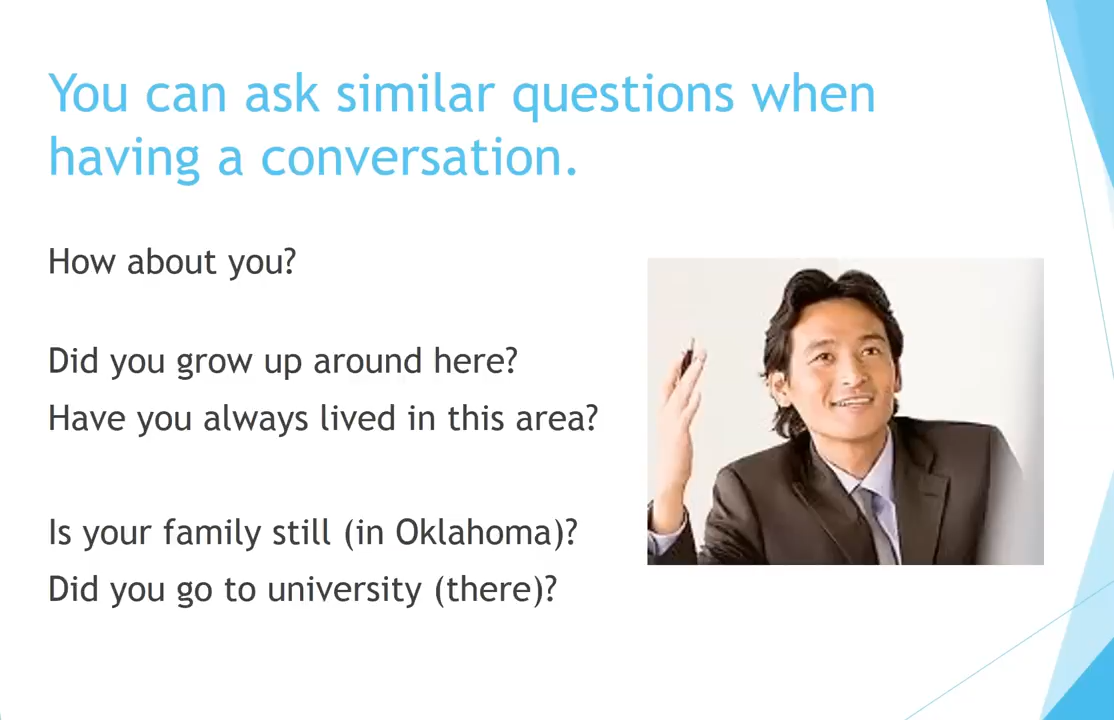 You can ask similar questions when
having a conversation.
How about you?
Did you grow up around here?
Have you always lived in this area?
Is your family still (in Oklahoma)?
Did you go to university (there)?